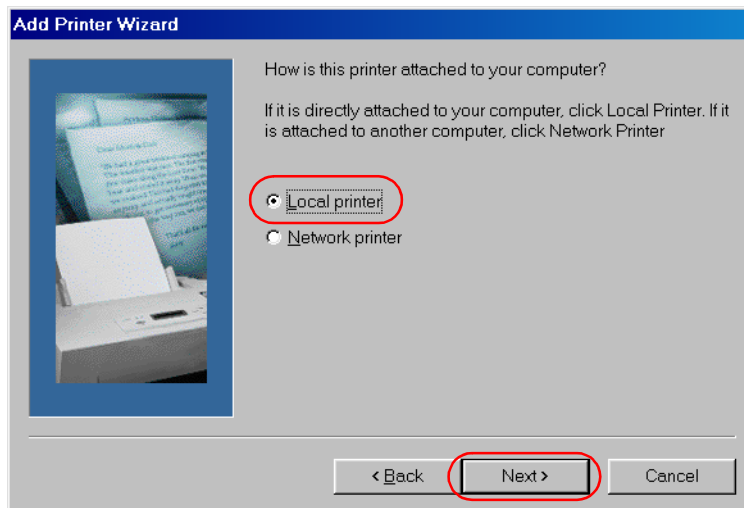 Add Printer Wizard
How is this printer attached to your computer?
If it is directly attached to your computer, click Local Printer. If it
is attached to another computer, click Network Printer
Local printer
Network printer
< Back
Next >
Cancel